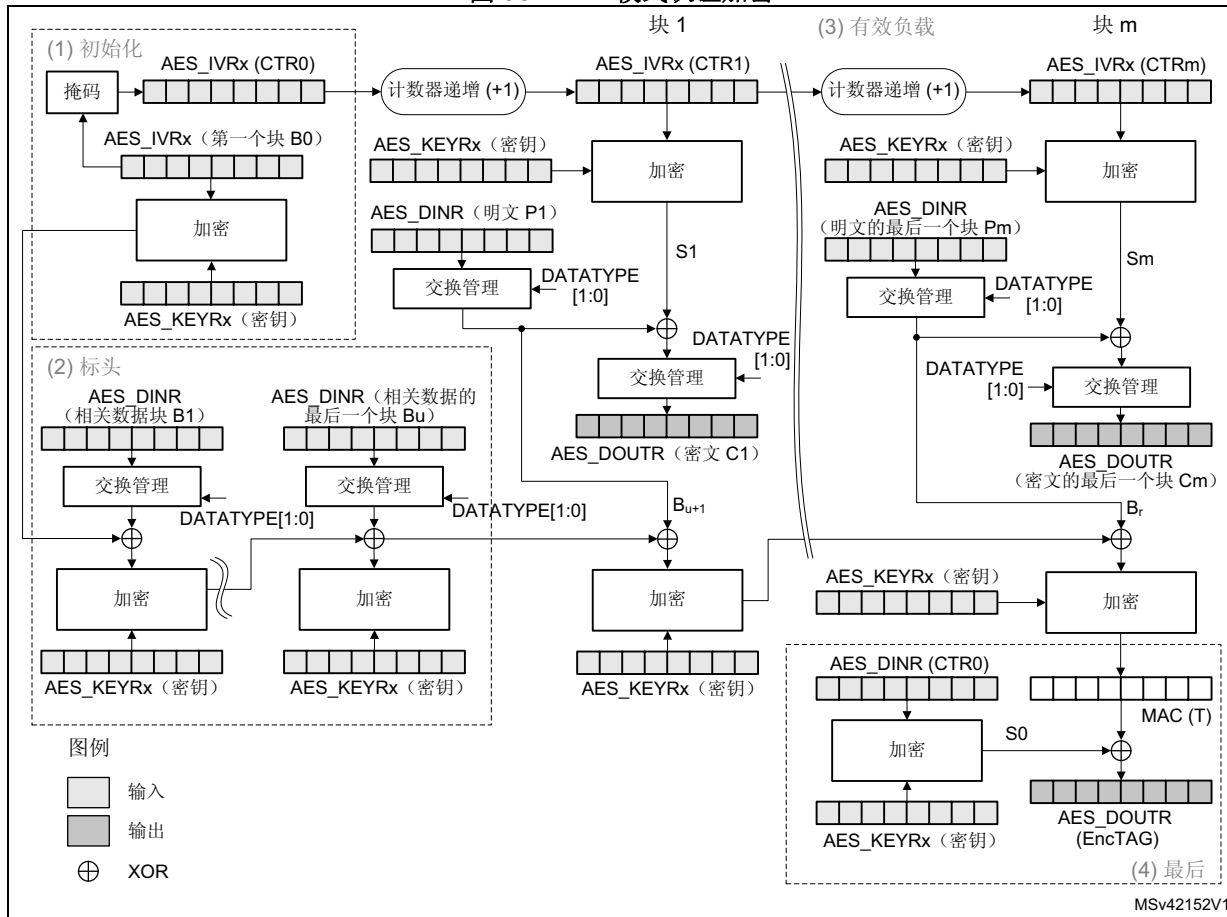 块 1
(3) 有效负载
块 m
(1) 初始化
AES_IVRx (CTR0)
掩码
AES_IVRx（第一个块 B0）
加密
AES_KEYRx（密钥）
计数器递增 (+1)
AES_IVRx (CTR1)
AES_KEYRx（密钥）
加密
AES_DINR（明文 P1）
S1
交换管理
DATATYPE
[1:0]
DATATYPE
[1:0]
交换管理
AES_DOUTR（密文 C1）
计数器递增 (+1)
AES_IVRx (CTRm)
AES_KEYRx（密钥）
加密
AES_DINR
（明文的最后一个块 Pm）
Sm
交换管理
DATATYPE
[1:0]
DATATYPE
[1:0]
交换管理
AES_DOUTR
（密文的最后一个块 Cm）
(2) 标头
AES_DINR
（相关数据块 B1）
交换管理
DATATYPE[1:0]
加密
AES_KEYRx（密钥）
AES_DINR（相关数据的
最后一个块 Bu）
交换管理
DATATYPE[1:0]
加密
AES_KEYRx（密钥）
Bu+1
加密
AES_KEYRx（密钥）
Br
AES_KEYRx（密钥）
加密
AES_DINR (CTR0)
加密
S0
AES_KEYRx（密钥）
MAC (T)
AES_DOUTR
(EncTAG)
(4) 最后
图例
输入
输出
XOR
MSv42152V1